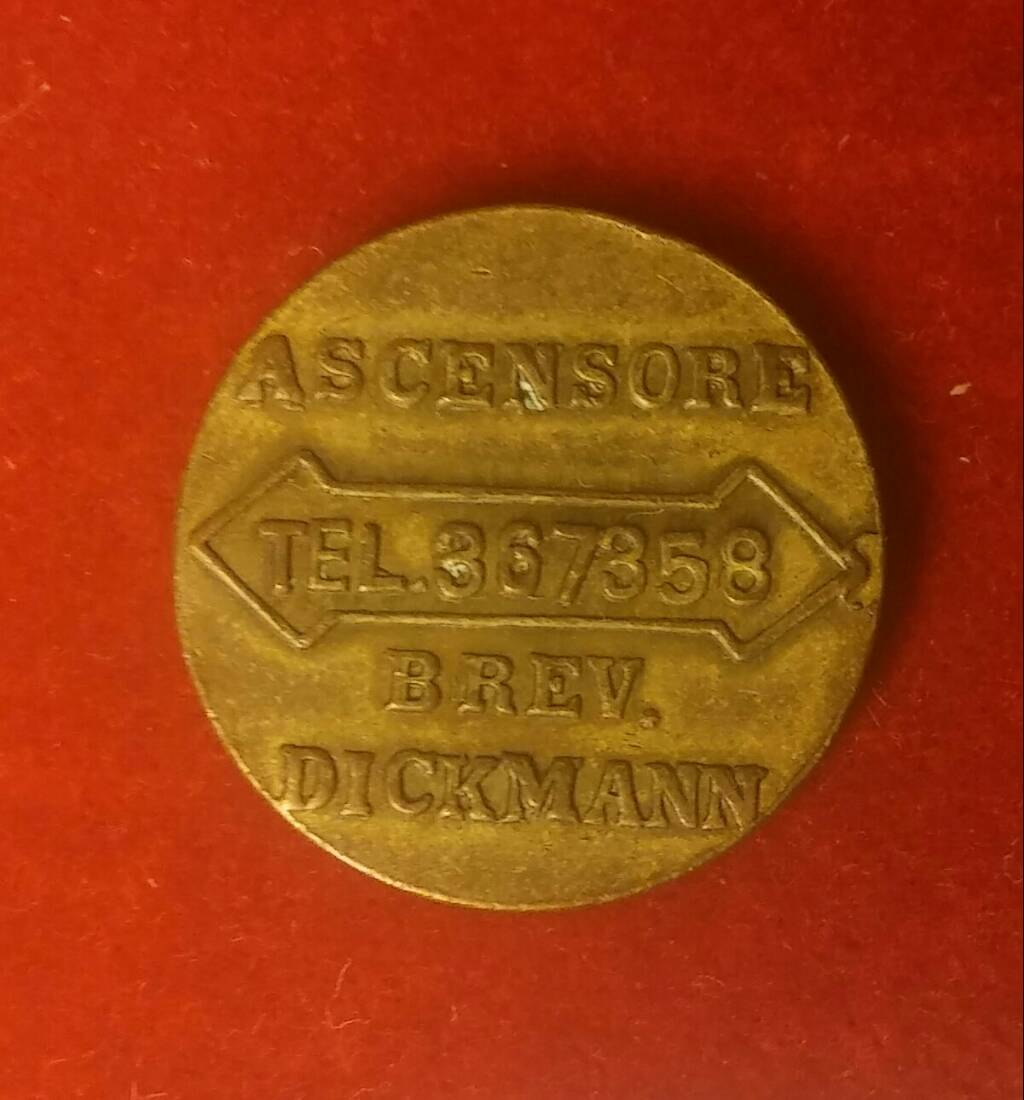 ASCENSORE
TEL.367358
BREV.
DICKMANN